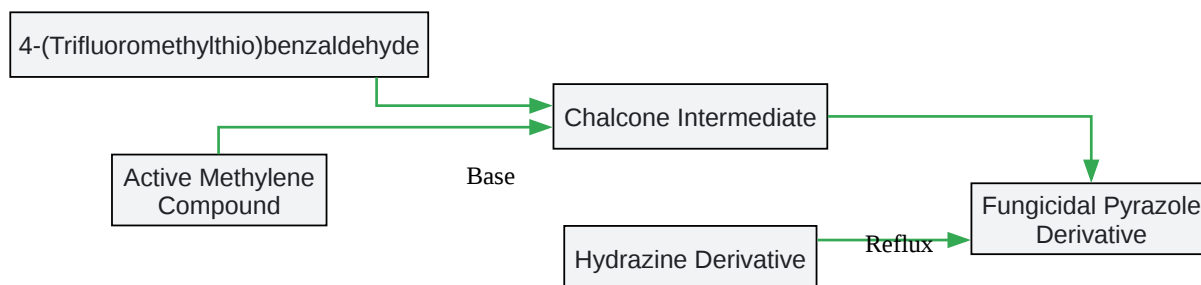 4-(Trifluoromethylthio)benzaldehyde
Chalcone Intermediate
Active Methylene
Compound
Base
Fungicidal Pyrazole
Derivative
Hydrazine Derivative
Reflux